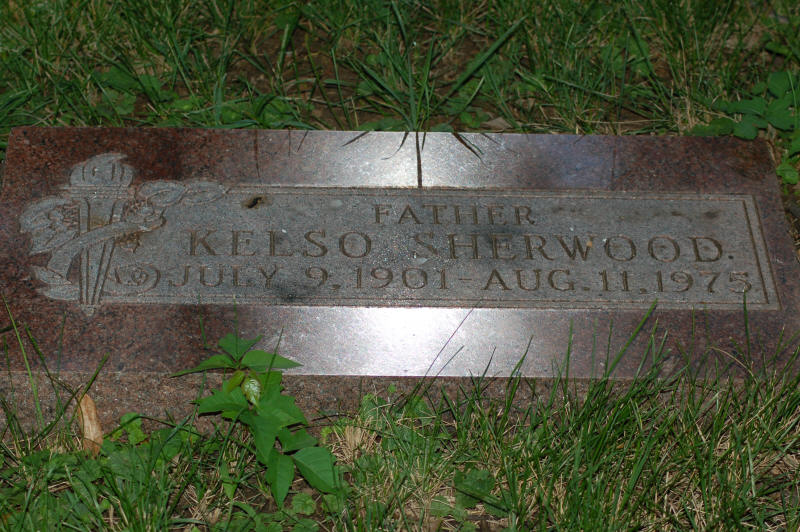 FATHER
KELSO SHERWOOD.
JULY 9, 1901 - AUG. 11, 1975